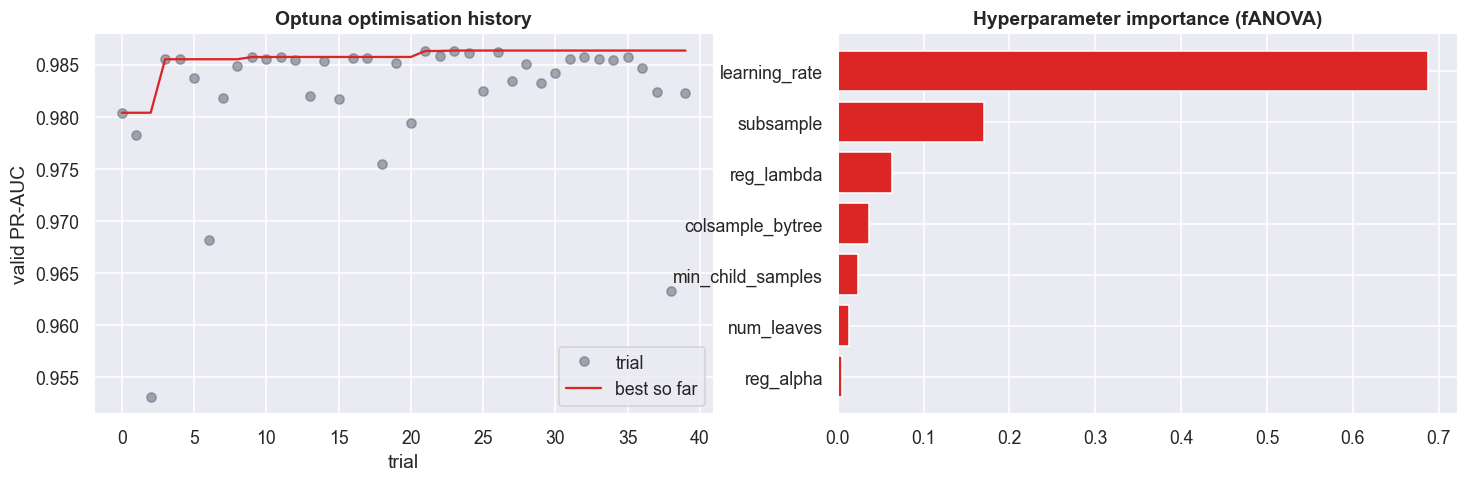 Optuna optimisation history
valid PR-AUC
0.985
0.980
0.975
0.970
0.965
0.960
0.955
trial
best so far
0 5 10 15 20 25 30 35 40
trial
Hyperparameter importance (fANOVA)
learning_rate
subsample
reg_lambda
colsample_bytree
min_child_samples
num_leaves
reg_alpha
0.0 0.1 0.2 0.3 0.4 0.5 0.6 0.7